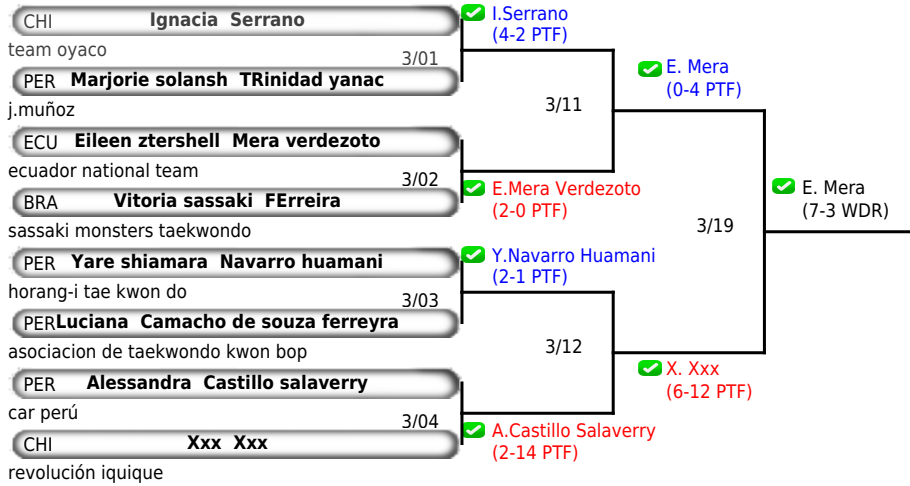 CHI Ignacia Serrano
team oyaco
3/01
PER Marjorie solansh TRinidad yanac
j.muñoz
ECU Eileen ztershell Mera verdezoto
ecuador national team
3/02
BRA Vitoria sassaki FErreira
sassaki monsters taekwondo
PER Yare shiamara Navarro huamani
horang-i tae kwon do
3/03
PER Luciana Camacho de souza ferreyra
asociacion de taekwondo kwon bop
PER Alessandra Castillo salaverry
car perú
3/04
CHI Xxx Xxx
revolución iquique
I.Serrano
(4-2 PTF)
3/11
E.Mera Verdezoto
(2-0 PTF)
Y.Navarro Huamani
(2-1 PTF)
3/12
A.Castillo Salaverry
(2-14 PTF)
E. Mera
(0-4 PTF)
3/19
X. Xxx
(6-12 PTF)
E. Mera
(7-3 WDR)